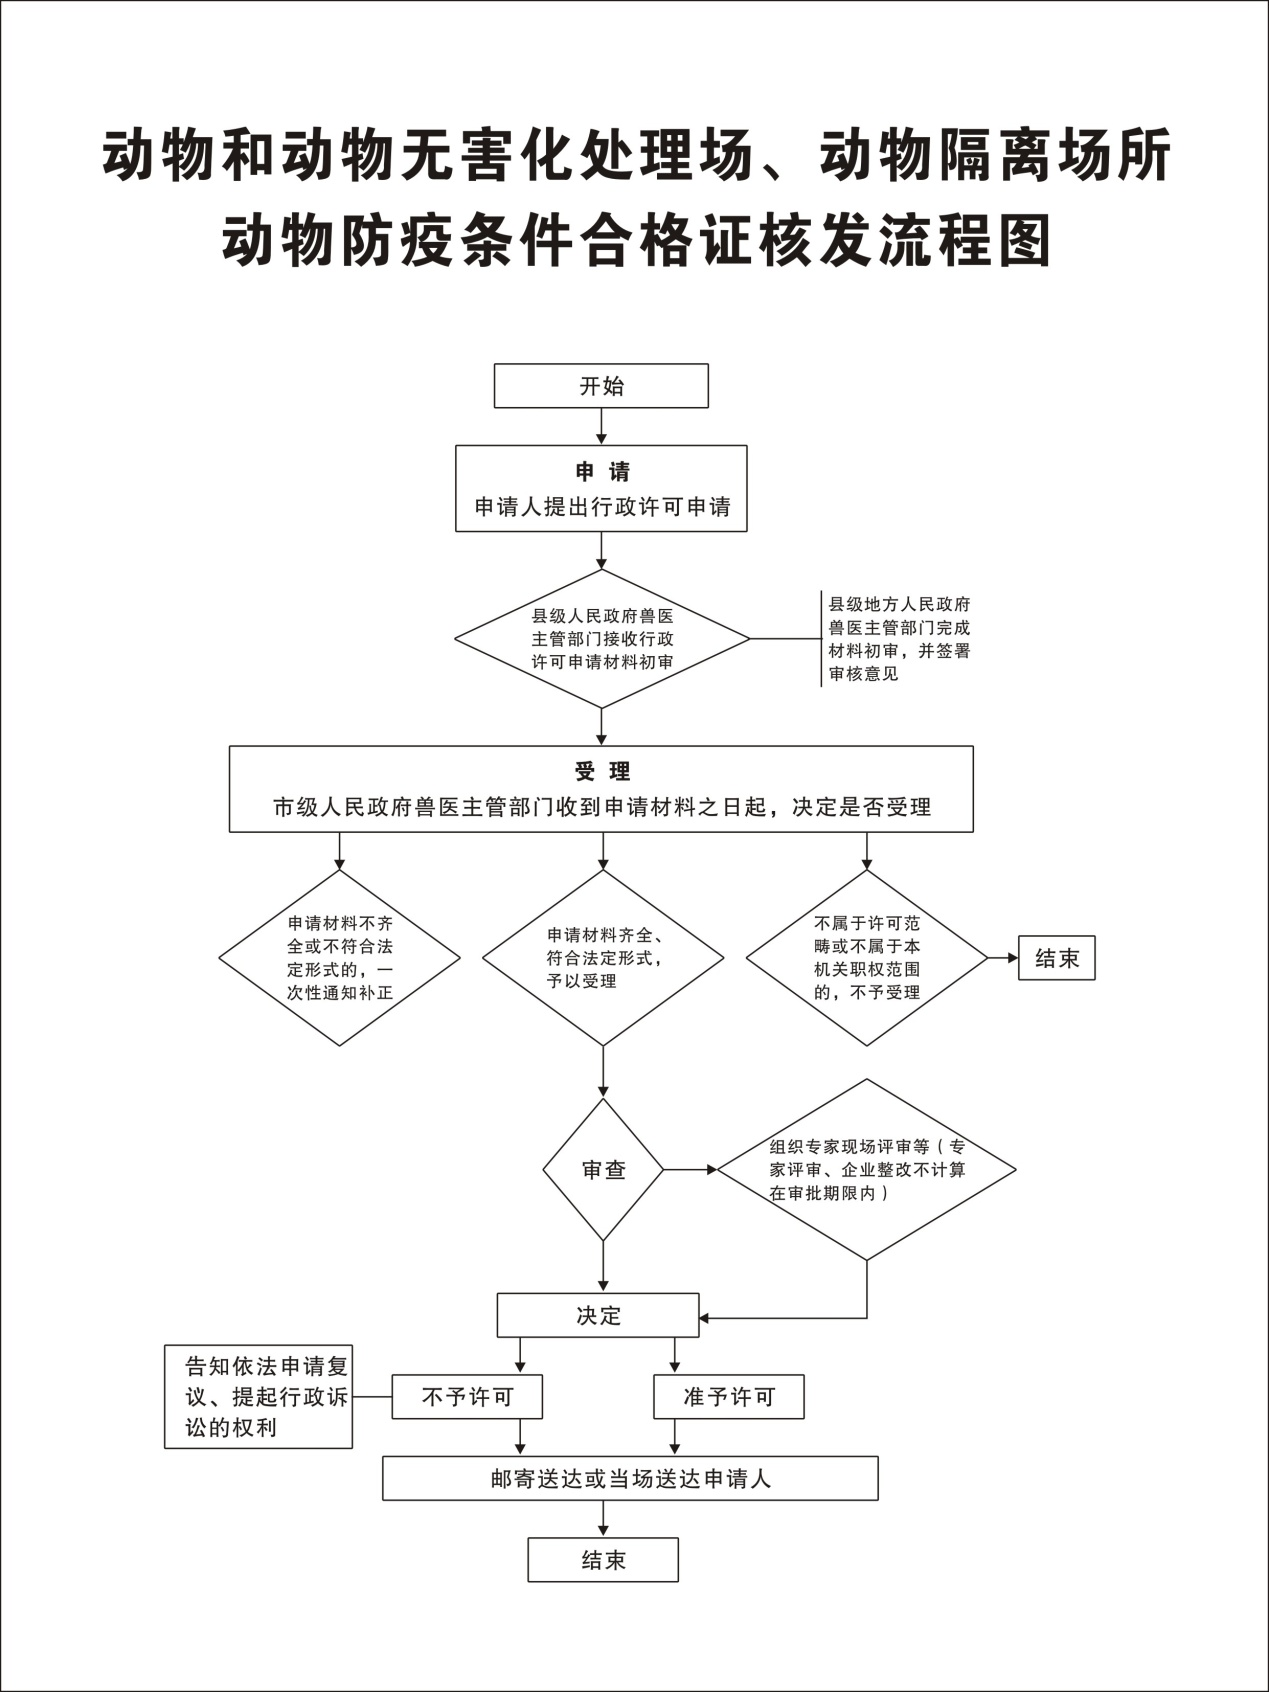 动物和动物无害化处理场、动物隔离场所
动物防疫条件合格证核发流程图
开始
申 请
申请人提出行政许可申请
县级人民政府兽医
主管部门接收行政
许可申请材料初审
县级地方人民政府
兽医主管部门完成
材料初审，并签署
审核意见
受 理
市级人民政府兽医主管部门收到申请材料之日起，决定是否受理
申请材料不齐
全或不符合法
定形式的，一
次性通知补正
申请材料齐全、
符合法定形式，
予以受理
不属于许可范
畴或不属于本
机关职权范围
的，不予受理
结束
审查
组织专家现场评审等（专
家评审、企业整改不计算
在审批期限内）
决定
告知依法申请复
议、提起行政诉
讼的权利
不予许可
准予许可
邮寄送达或当场送达申请人
结束